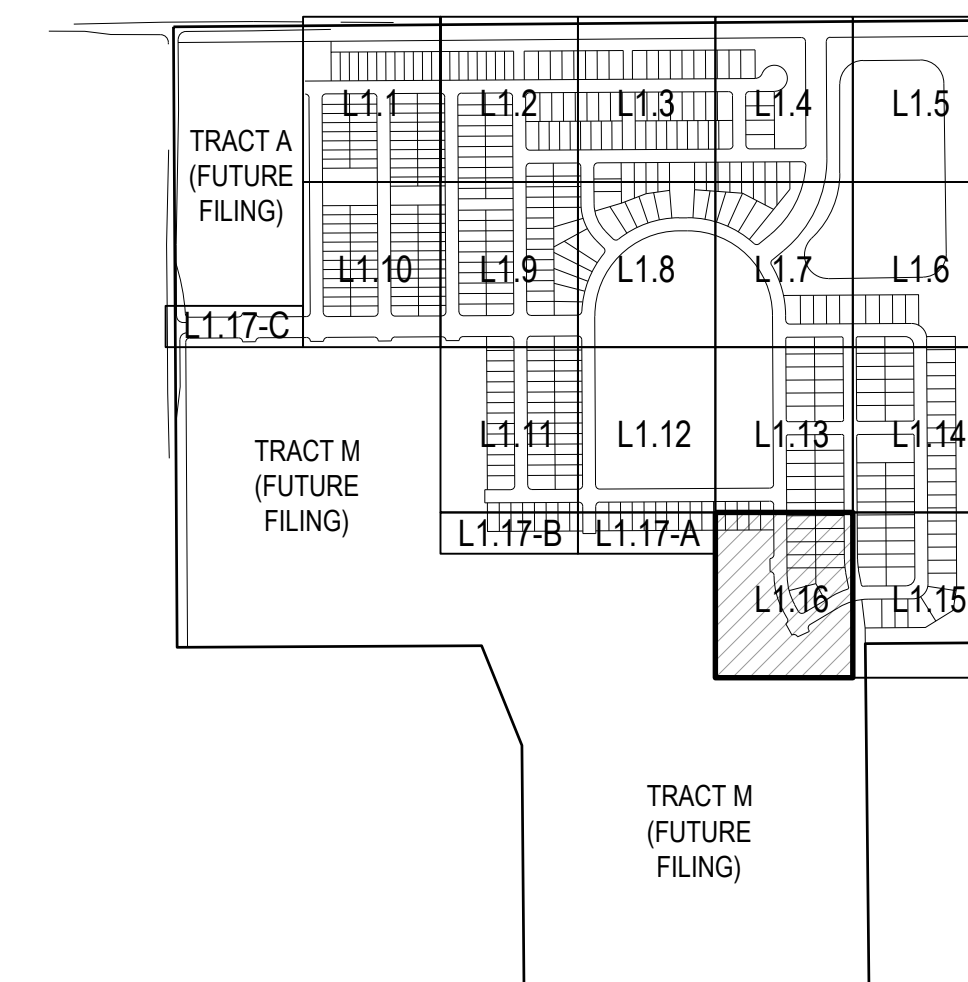 L1.1
L1.2
L1.3
L1.4
L1.5
TRACT A
(FUTURE
FILING)
L1.10
L1.9
L1.8
L1.7
L1.6
L1.17-C
TRACT M
(FUTURE
FILING)
L1.11
L1.12
L1.13
L1.14
L1.17-B
L1.17-A
L1.16
L1.15
TRACT M
(FUTURE
FILING)